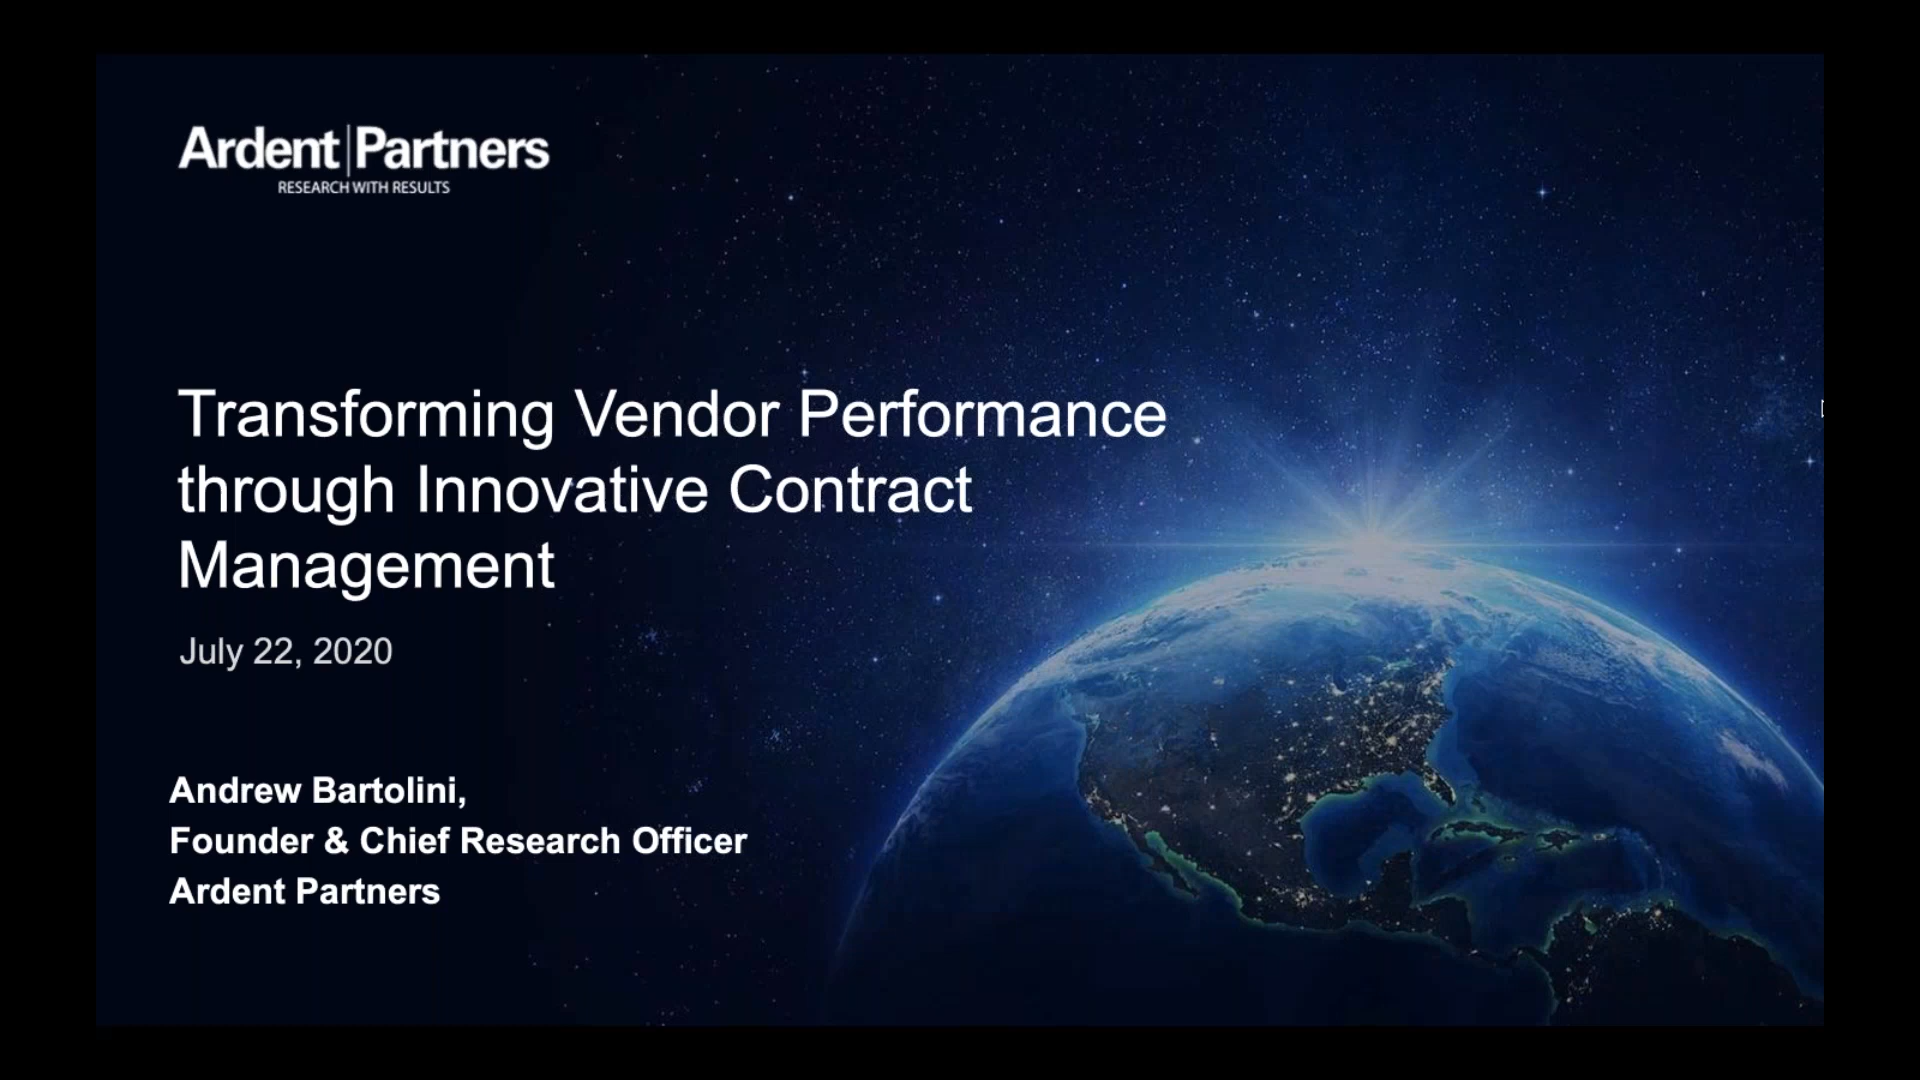 Ardent|Partners
RESEARCH WITH RESULTS
Transforming Vendor Performance
through Innovative Contract
Management
July 22, 2020
Andrew Bartolini,
Founder & Chief Research Officer
Ardent Partners